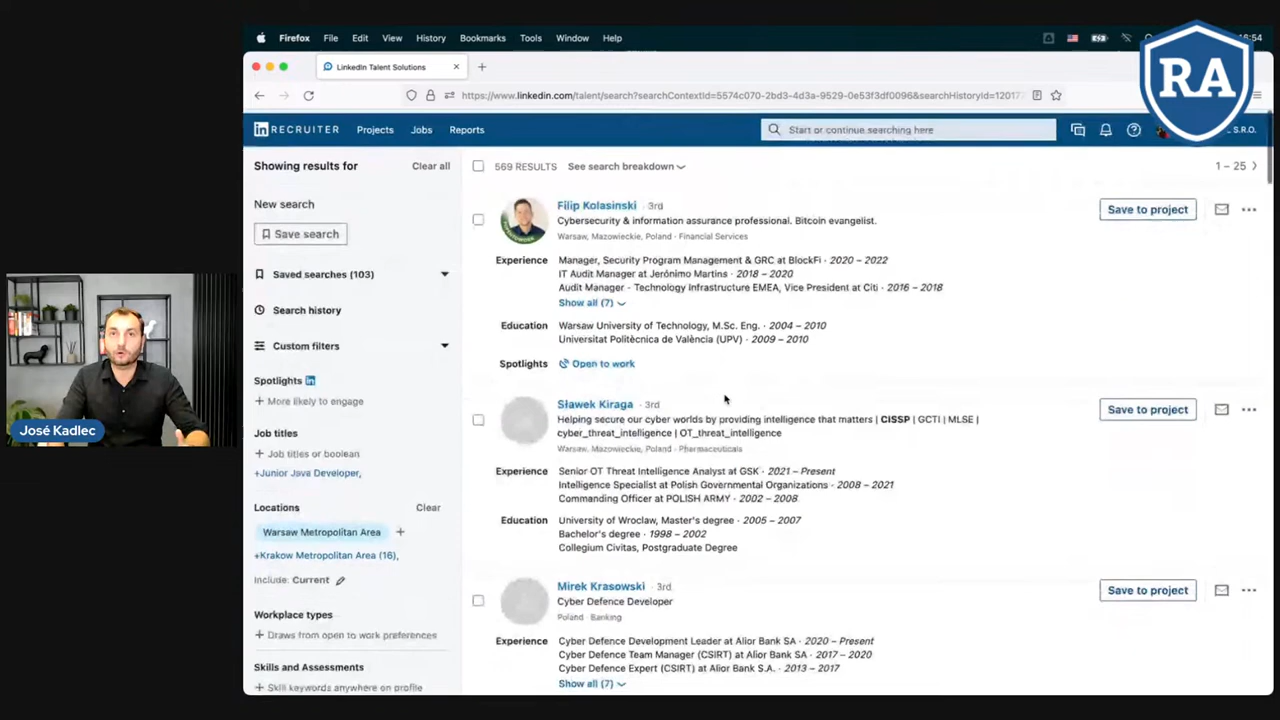 Firefox File Edit View History Bookmarks Tools Window Help
:54
RA
LinkedIn Talent Solutions
https://www.linkedin.com/talent/search?searchContextId=5574c070-2bd3-4d3a-9529-0e53f3df0096&searchHistoryId=12017
in RECRUITER Projects Jobs Reports
Start or continue searching here
S.R.O.
Showing results for Clear all
569 RESULTS See search breakdown
1 – 25
New search
Save search
Saved searches (103)
Search history
Custom filters
Spotlights in
+ More likely to engage
Job titles
+ Job titles or boolean
+Junior Java Developer,
Locations Clear
Warsaw Metropolitan Area +
+Krakow Metropolitan Area (16),
Include: Current
Workplace types
+ Draws from open to work preferences
Skills and Assessments
+ Skill keywords anywhere on profile
Filip Kolasinski · 3rd
Save to project
Cybersecurity & information assurance professional. Bitcoin evangelist.
Warsaw, Mazowieckie, Poland · Financial Services
Experience Manager, Security Program Management & GRC at BlockFi · 2020 – 2022
IT Audit Manager at Jerónimo Martins · 2018 – 2020
Audit Manager - Technology Infrastructure EMEA, Vice President at Citi · 2016 – 2018
Show all (7)
Education Warsaw University of Technology, M.Sc. Eng. · 2004 – 2010
Universitat Politècnica de València (UPV) · 2009 – 2010
Spotlights Open to work
Sławek Kiraga · 3rd
Save to project
Helping secure our cyber worlds by providing intelligence that matters | CISSP | GCTI | MLSE |
cyber_threat_intelligence | OT_threat_intelligence
Warsaw, Mazowieckie, Poland · Pharmaceuticals
Experience Senior OT Threat Intelligence Analyst at GSK · 2021 – Present
Intelligence Specialist at Polish Governmental Organizations · 2008 – 2021
Commanding Officer at POLISH ARMY · 2002 – 2008
Education University of Wroclaw, Master's degree · 2005 – 2007
Bachelor's degree · 1998 – 2002
Collegium Civitas, Postgraduate Degree
Mirek Krasowski · 3rd
Save to project
Cyber Defence Developer
Poland · Banking
Experience Cyber Defence Development Leader at Alior Bank SA · 2020 – Present
Cyber Defence Team Manager (CSIRT) at Alior Bank SA · 2017 – 2020
Cyber Defence Expert (CSIRT) at Alior Bank S.A. · 2013 – 2017
Show all (7)
José Kadlec